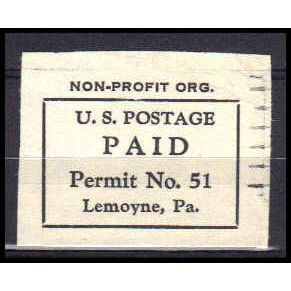 NON-PROFIT ORG.
U. S. POSTAGE
PAID
Permit No. 51
Lemoyne, Pa.